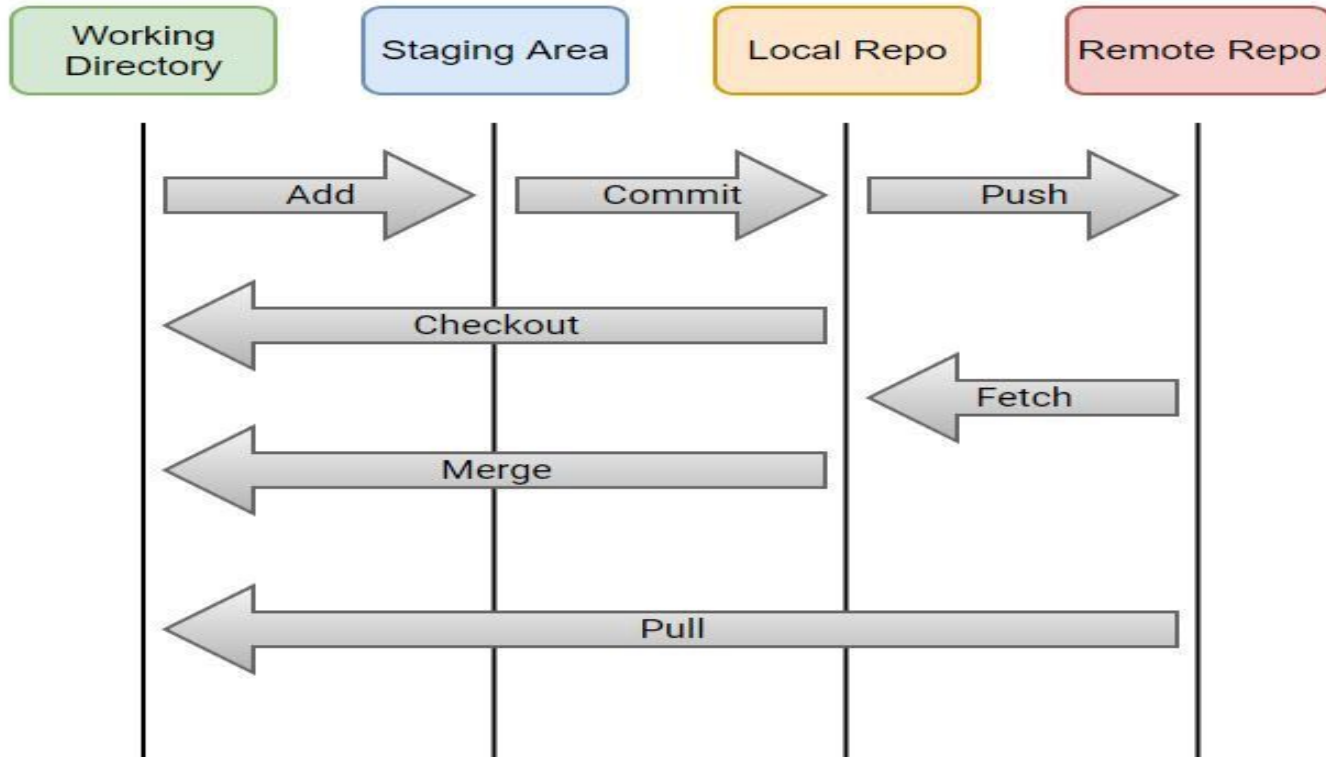 Working
Directory
Staging Area
Local Repo
Remote Repo
Add
Commit
Push
Checkout
Fetch
Merge
Pull